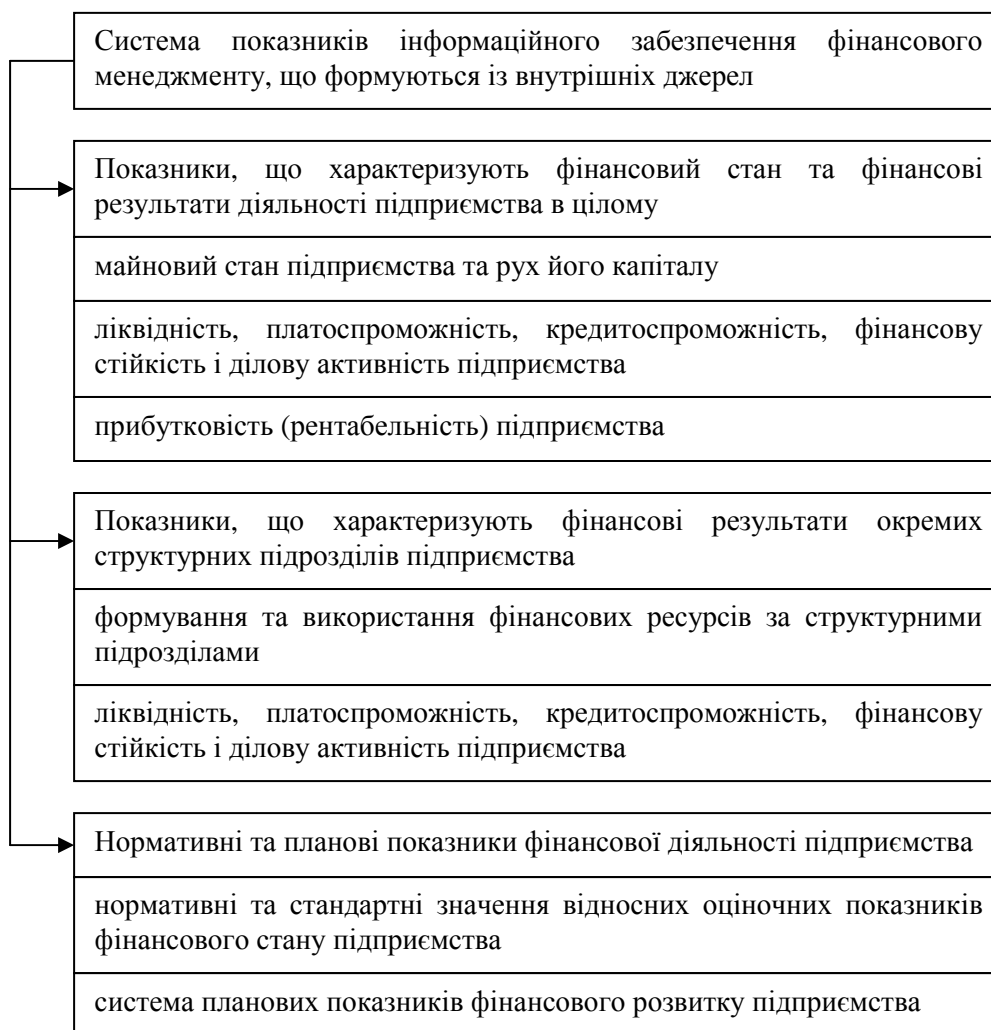 Система показників інформаційного забезпечення фінансового
менеджменту, що формуються із внутрішніх джерел
Показники, що характеризують фінансовий стан та фінансові
результати діяльності підприємства в цілому
майновий стан підприємства та рух його капіталу
ліквідність, платоспроможність, кредитоспроможність, фінансову
стійкість і ділову активність підприємства
прибутковість (рентабельність) підприємства
Показники, що характеризують фінансові результати окремих
структурних підрозділів підприємства
формування та використання фінансових ресурсів за структурними
підрозділами
ліквідність, платоспроможність, кредитоспроможність, фінансову
стійкість і ділову активність підприємства
Нормативні та планові показники фінансової діяльності підприємства
нормативні та стандартні значення відносних оціночних показників
фінансового стану підприємства
система планових показників фінансового розвитку підприємства